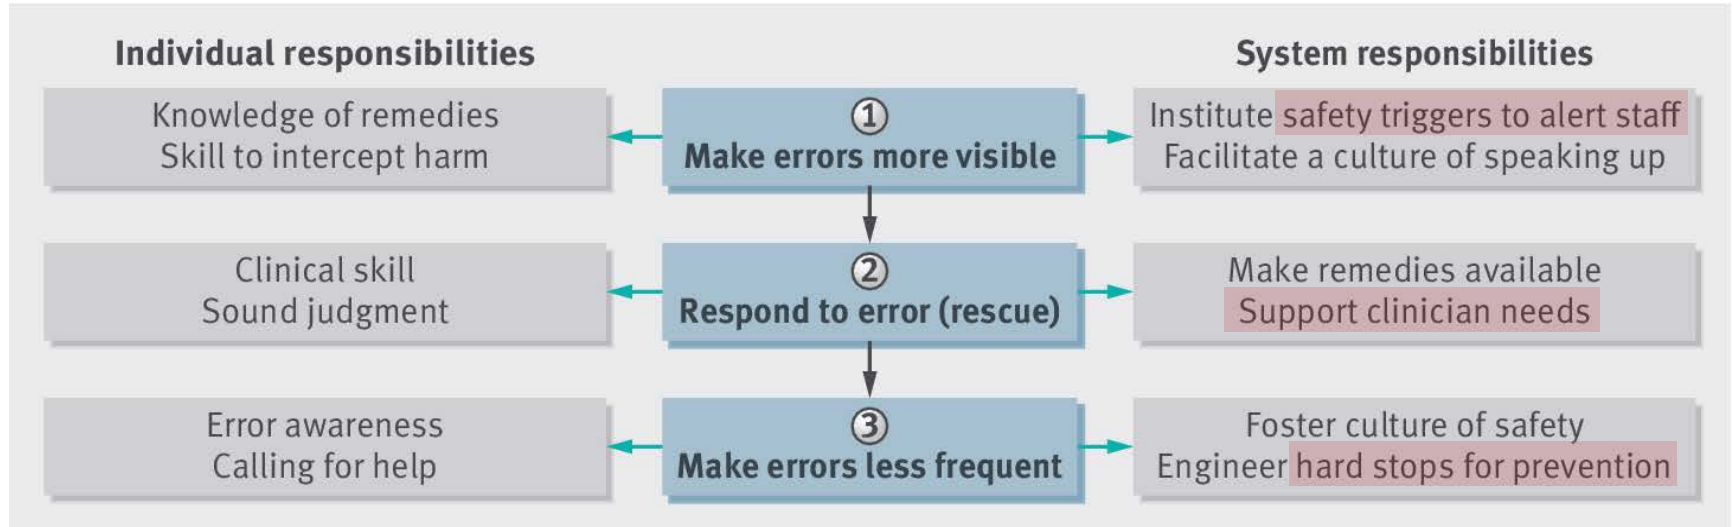 Individual responsibilities
System responsibilities
Knowledge of remedies
Skill to intercept harm
1
Make errors more visible
Institute safety triggers to alert staff
Facilitate a culture of speaking up
Clinical skill
Sound judgment
2
Respond to error (rescue)
Make remedies available
Support clinician needs
Error awareness
Calling for help
3
Make errors less frequent
Foster culture of safety
Engineer hard stops for prevention